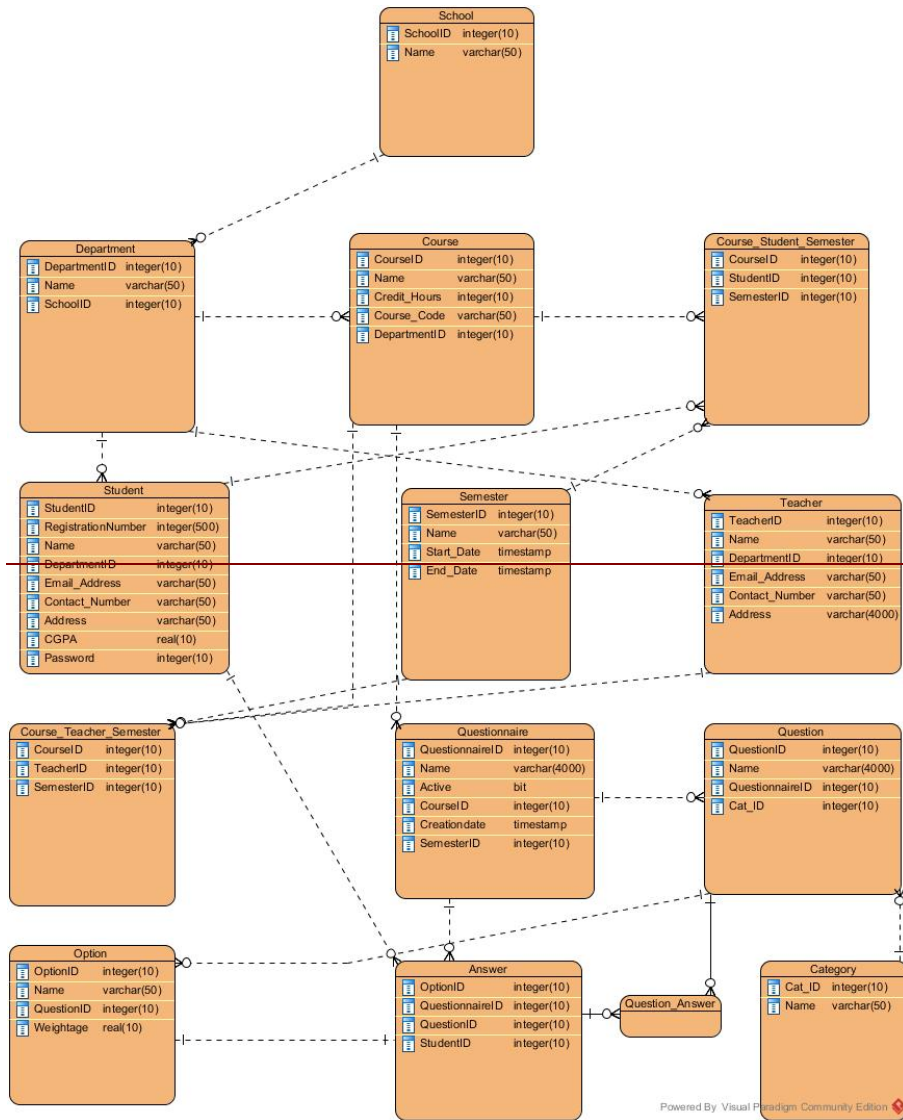 School
SchoolID integer(10)
Name varchar(50)
Department
DepartmentID integer(10)
Name varchar(50)
SchoolID integer(10)
Course
CourseID integer(10)
Name varchar(50)
Credit_Hours integer(10)
Course_Code varchar(50)
DepartmentID integer(10)
Course_Student_Semester
CourseID integer(10)
StudentID integer(10)
SemesterID integer(10)
Student
StudentID integer(10)
RegistrationNumber integer(500)
Name varchar(50)
DepartmentID integer(10)
Email_Address varchar(50)
Contact_Number varchar(50)
Address varchar(50)
CGPA real(10)
Password integer(10)
Semester
SemesterID integer(10)
Name varchar(50)
Start_Date timestamp
End_Date timestamp
Teacher
TeacherID integer(10)
Name varchar(50)
DepartmentID integer(10)
Email_Address varchar(50)
Contact_Number varchar(50)
Address varchar(4000)
Course_Teacher_Semester
CourseID integer(10)
TeacherID integer(10)
SemesterID integer(10)
Questionnaire
QuestionnaireID integer(10)
Name varchar(4000)
Active bit
CourseID integer(10)
Creationdate timestamp
SemesterID integer(10)
Question
QuestionID integer(10)
Name varchar(4000)
QuestionnaireID integer(10)
Cat_ID integer(10)
Option
OptionID integer(10)
Name varchar(50)
QuestionID integer(10)
Weightage real(10)
Answer
OptionID integer(10)
QuestionnaireID integer(10)
QuestionID integer(10)
StudentID integer(10)
Question_Answer
Category
Cat_ID integer(10)
Name varchar(50)
Powered By Visual Paradigm Community Edition